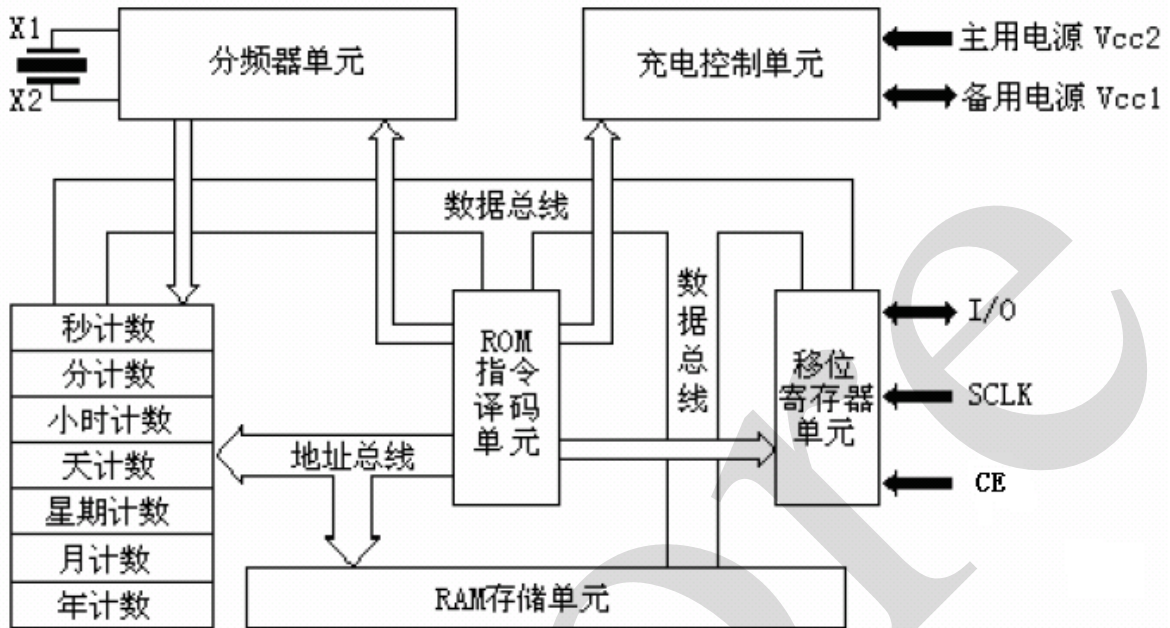 X1
X2
分频器单元
充电控制单元
主用电源 Vcc2
备用电源 Vcc1
数据总线
数
据
总
线
秒计数
分计数
小时计数
天计数
星期计数
月计数
年计数
地址总线
ROM
指令
译码
单元
移位
寄存器
单元
I/O
SCLK
CE
RAM存储单元
ore